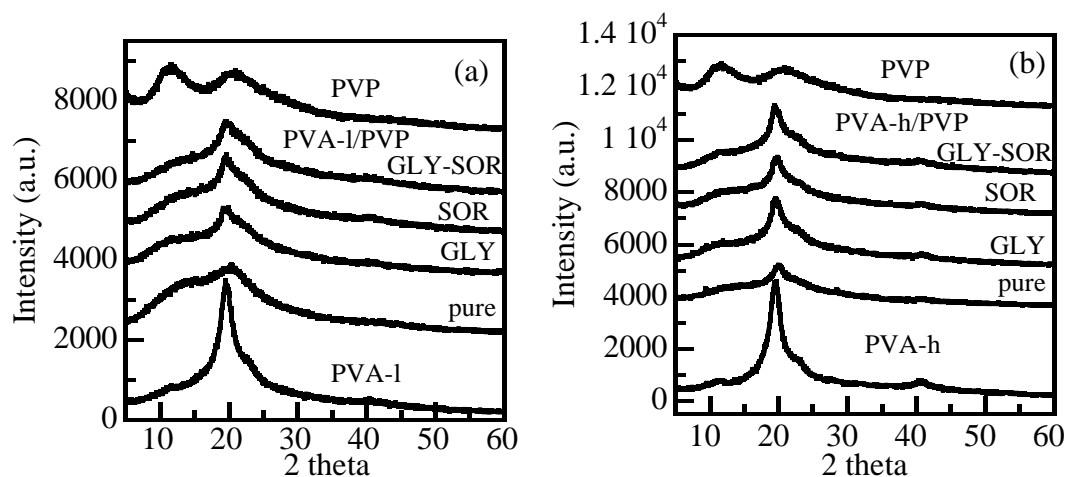 (a)
PVP
8000
PVA-l/PVP
GLY-SOR
6000
SOR
4000
GLY
pure
2000
PVA-l
0
10 20 30 40 50 60
2 theta
Intensity (a.u.)
1.4 10^4
(b)
PVP
1.2 10^4
PVA-h/PVP
1 10^4
GLY-SOR
8000
SOR
6000
GLY
4000
pure
2000
PVA-h
0
10 20 30 40 50 60
2 theta
Intensity (a.u.)